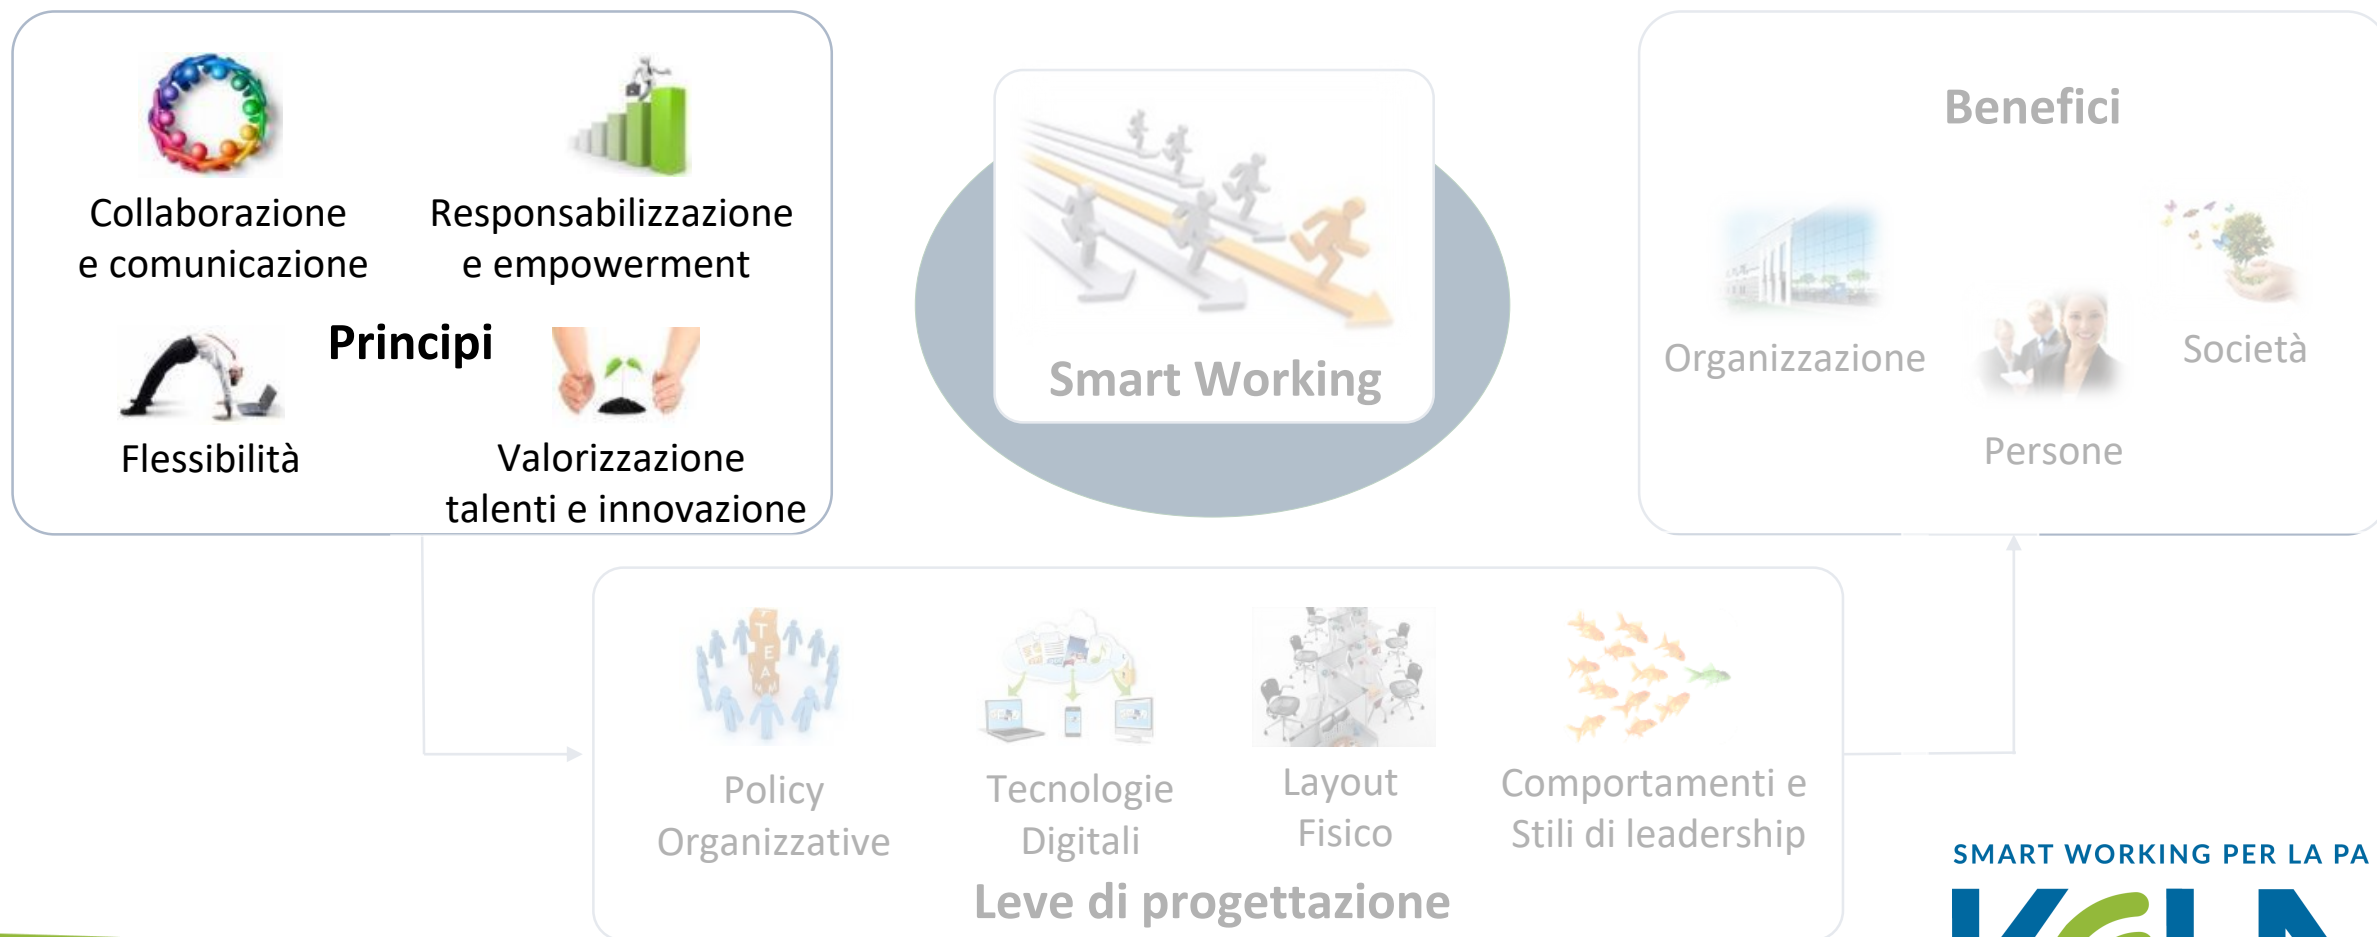 Collaborazione
e comunicazione
Responsabilizzazione
e empowerment
Principi
Flessibilità
Valorizzazione
talenti e innovazione
Smart Working
Benefici
Organizzazione
Persone
Società
TEAM
Policy
Organizzative
Tecnologie
Digitali
Layout
Fisico
Comportamenti e
Stili di leadership
Leve di progettazione
SMART WORKING PER LA PA